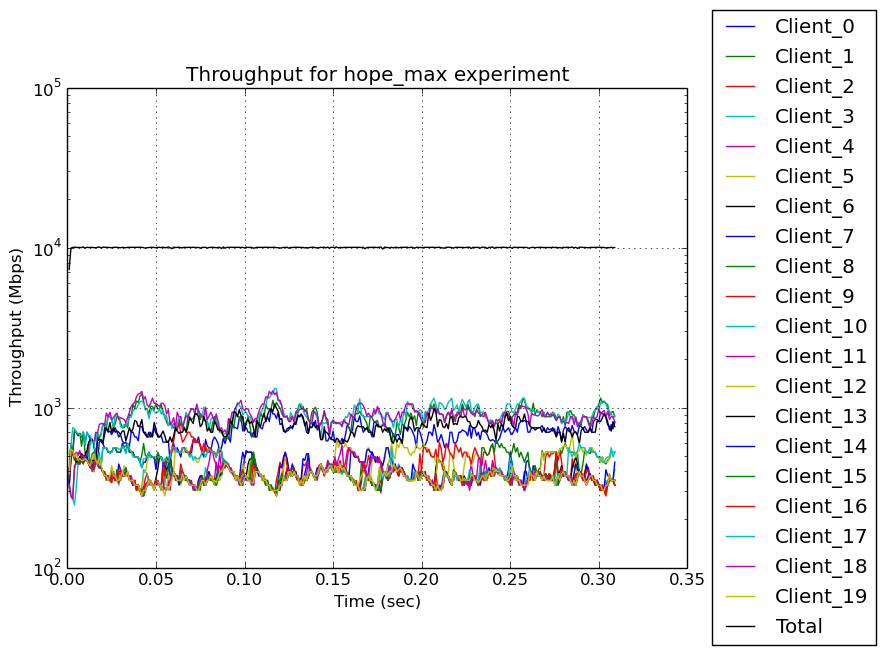 Throughput for hope_max experiment
Throughput (Mbps)
10^5
10^4
10^3
10^2
0.00 0.05 0.10 0.15 0.20 0.25 0.30 0.35
Time (sec)
Client_0
Client_1
Client_2
Client_3
Client_4
Client_5
Client_6
Client_7
Client_8
Client_9
Client_10
Client_11
Client_12
Client_13
Client_14
Client_15
Client_16
Client_17
Client_18
Client_19
Total